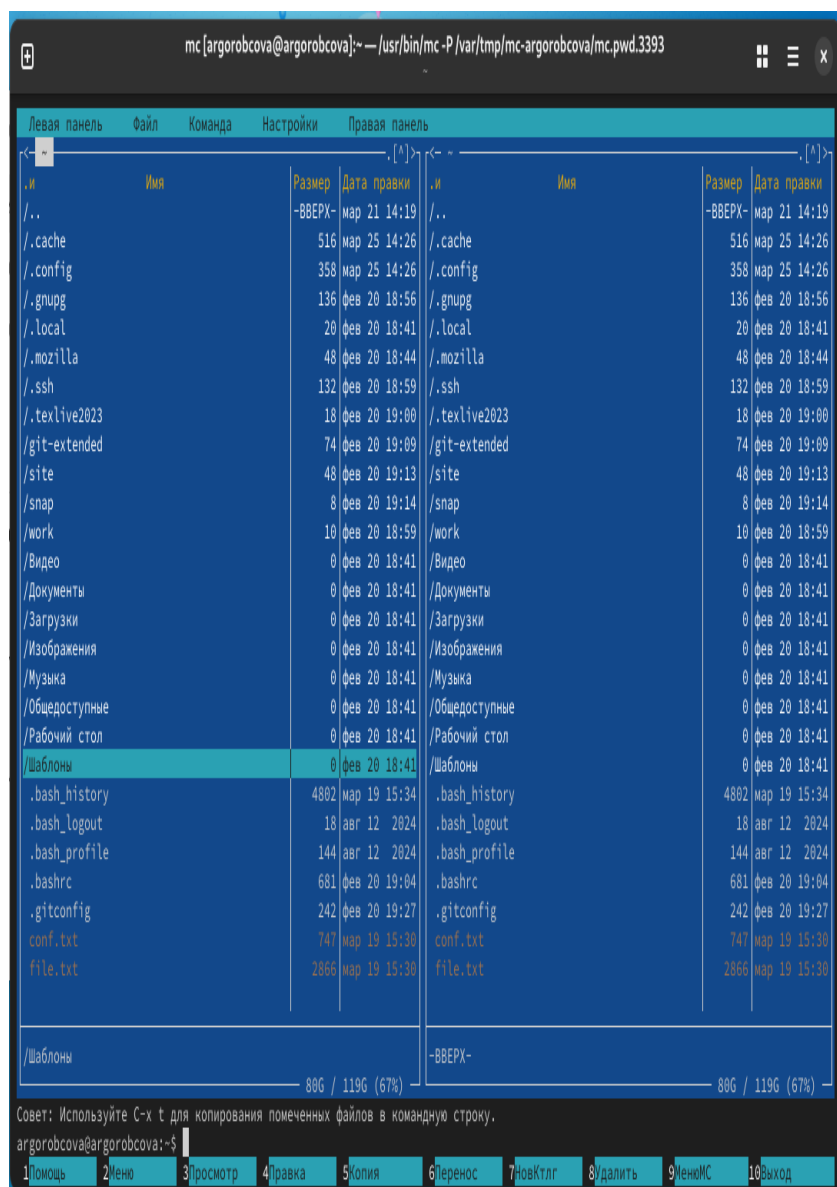 mc [argorobcova@argorobcova]:~ — /usr/bin/mc -P /var/tmp/mc-argorobcova/mc.pwd.3393
~
Левая панель Файл Команда Настройки Правая панель
<- ~ .[^]> <- ~ .[^]>
.и Имя Размер Дата правки .и Имя Размер Дата правки
/.. -ВВЕРХ- мар 21 14:19 /.. -ВВЕРХ- мар 21 14:19
/.cache 516 мар 25 14:26 /.cache 516 мар 25 14:26
/.config 358 мар 25 14:26 /.config 358 мар 25 14:26
/.gnupg 136 фев 20 18:56 /.gnupg 136 фев 20 18:56
/.local 20 фев 20 18:41 /.local 20 фев 20 18:41
/.mozilla 48 фев 20 18:44 /.mozilla 48 фев 20 18:44
/.ssh 132 фев 20 18:59 /.ssh 132 фев 20 18:59
/.texlive2023 18 фев 20 19:00 /.texlive2023 18 фев 20 19:00
/git-extended 74 фев 20 19:09 /git-extended 74 фев 20 19:09
/site 48 фев 20 19:13 /site 48 фев 20 19:13
/snap 8 фев 20 19:14 /snap 8 фев 20 19:14
/work 10 фев 20 18:59 /work 10 фев 20 18:59
/Видео 0 фев 20 18:41 /Видео 0 фев 20 18:41
/Документы 0 фев 20 18:41 /Документы 0 фев 20 18:41
/Загрузки 0 фев 20 18:41 /Загрузки 0 фев 20 18:41
/Изображения 0 фев 20 18:41 /Изображения 0 фев 20 18:41
/Музыка 0 фев 20 18:41 /Музыка 0 фев 20 18:41
/Общедоступные 0 фев 20 18:41 /Общедоступные 0 фев 20 18:41
/Рабочий стол 0 фев 20 18:41 /Рабочий стол 0 фев 20 18:41
/Шаблоны 0 фев 20 18:41 /Шаблоны 0 фев 20 18:41
.bash_history 4802 мар 19 15:34 .bash_history 4802 мар 19 15:34
.bash_logout 18 авг 12 2024 .bash_logout 18 авг 12 2024
.bash_profile 144 авг 12 2024 .bash_profile 144 авг 12 2024
.bashrc 681 фев 20 19:04 .bashrc 681 фев 20 19:04
.gitconfig 242 фев 20 19:27 .gitconfig 242 фев 20 19:27
conf.txt 747 мар 19 15:30 conf.txt 747 мар 19 15:30
file.txt 2866 мар 19 15:30 file.txt 2866 мар 19 15:30
/Шаблоны -ВВЕРХ-
80G / 119G (67%) 80G / 119G (67%)
Совет: Используйте C-x t для копирования помеченных файлов в командную строку.
argorobcova@argorobcova:~$
1Помощь 2Меню 3Просмотр 4Правка 5Копия 6Перенос 7НовКтлг 8Удалить 9МенюMC 10Выход